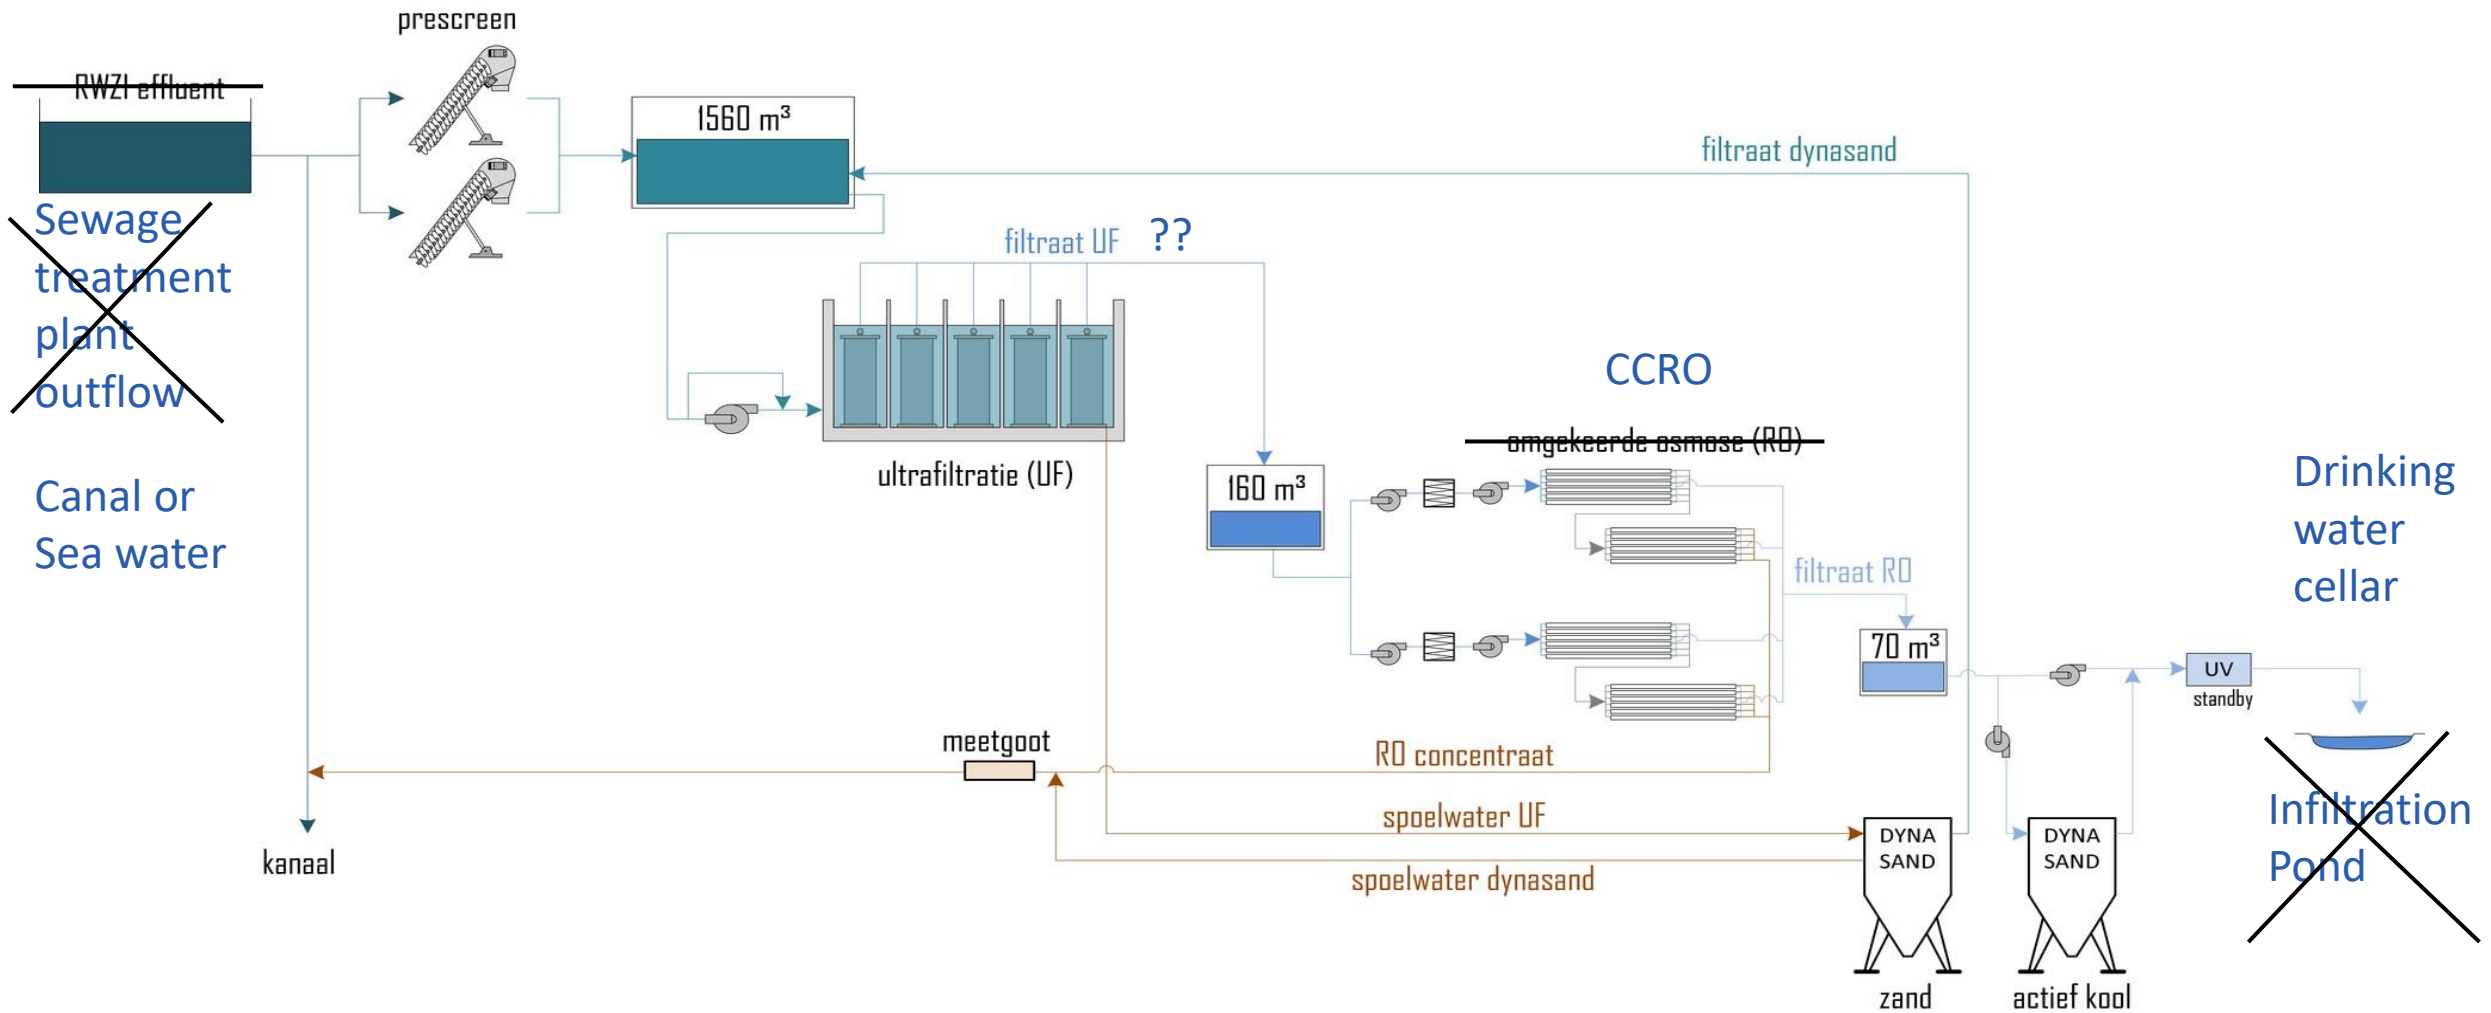 prescreen
RWZI effluent
1560 m³
filtraat dynasand
Sewage
treatment
plant
outflow
filtraat UF ??
CCRO
omgekeerde osmose (RO)
ultrafiltratie (UF)
160 m³
Canal or
Sea water
Drinking
water
cellar
filtraat RO
70 m³
UV
standby
meetgoot
RO concentraat
Infiltration
Pond
spoelwater UF
kanaal
spoelwater dynasand
DYNA
SAND
DYNA
SAND
zand
actief kool